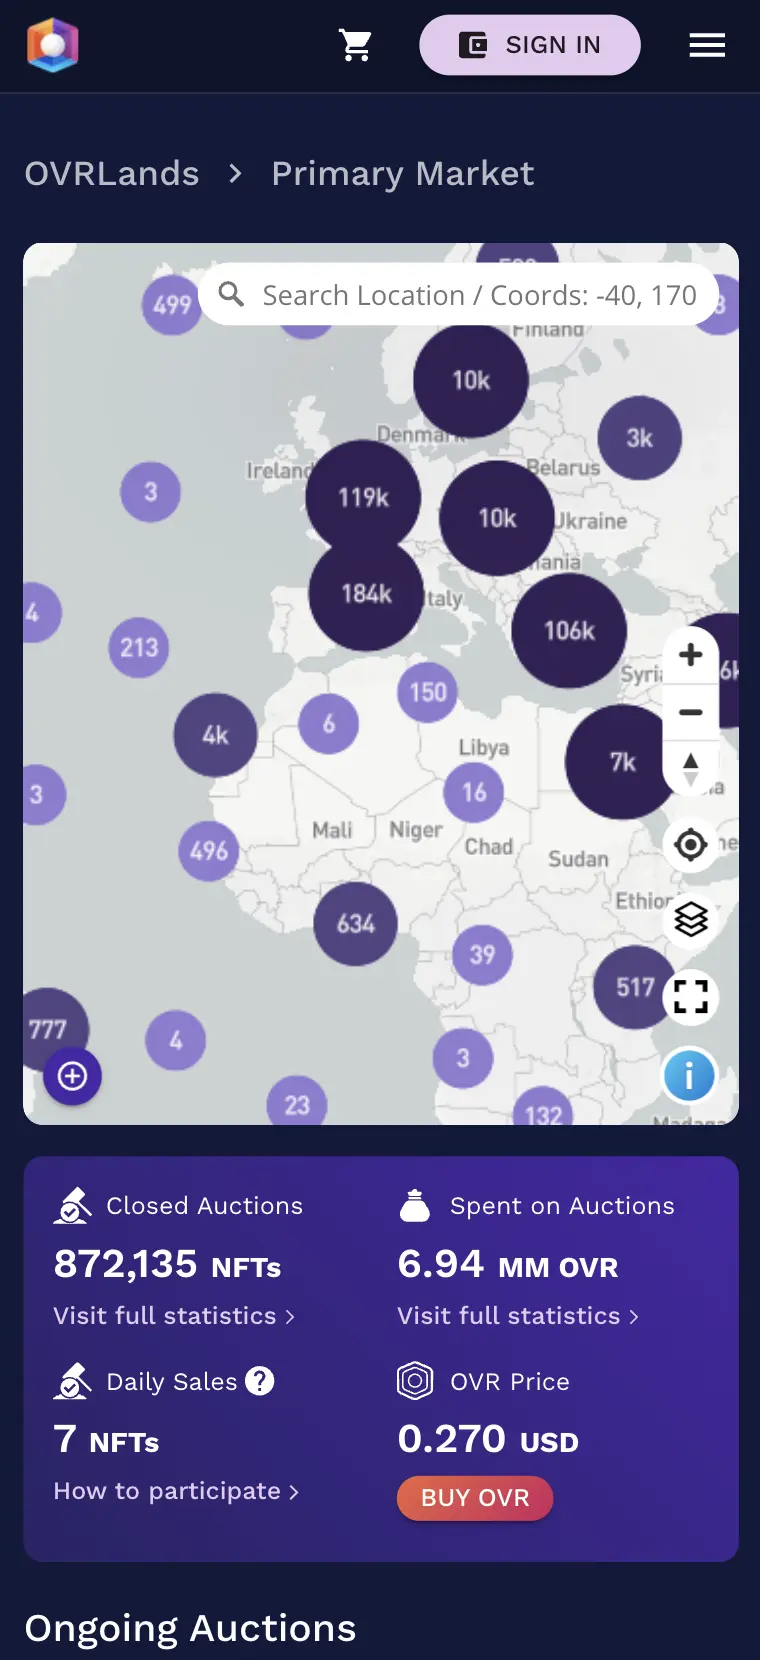 SIGN IN
OVRLands > Primary Market
Search Location / Coords: -40, 170
499
Finland
10k
Denmark
3k
Ireland
Belarus
3
119k
10k
Ukraine
184k
Italy
4
106k
213
Syria
6k
150
6
4k
Libya
7k
3
16
Mali
Niger
496
Chad
Sudan
Ethiop
634
39
517
777
4
3
23
132
Closed Auctions
872,135 NFTs
Visit full statistics >
Spent on Auctions
6.94 MM OVR
Visit full statistics >
Daily Sales ?
7 NFTs
How to participate >
OVR Price
0.270 USD
BUY OVR
Ongoing Auctions